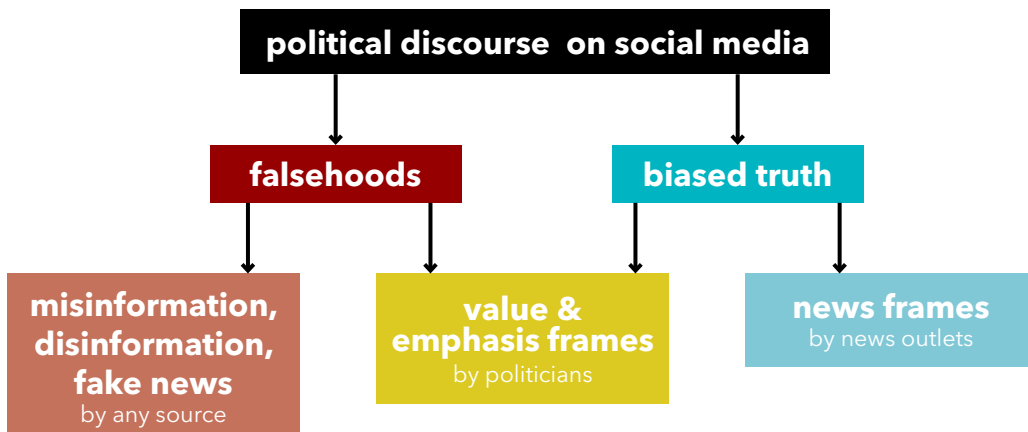 political discourse on social media
falsehoods
biased truth
misinformation,
disinformation,
fake news
by any source
value &
emphasis frames
by politicians
news frames
by news outlets